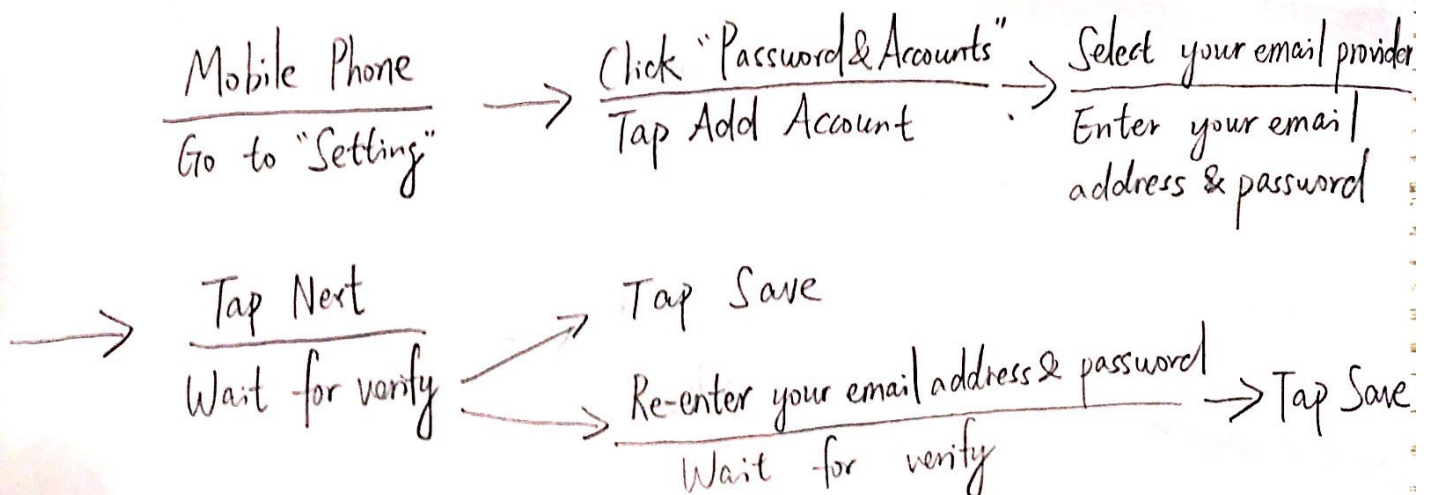 Mobile Phone
Go to "Setting"
Click "Password & Accounts"
Tap Add Account
Select your email provider
Enter your email
address & password
Tap Next
Wait for verify
Tap Save
Re-enter your email address & password
Wait for verify
Tap Save